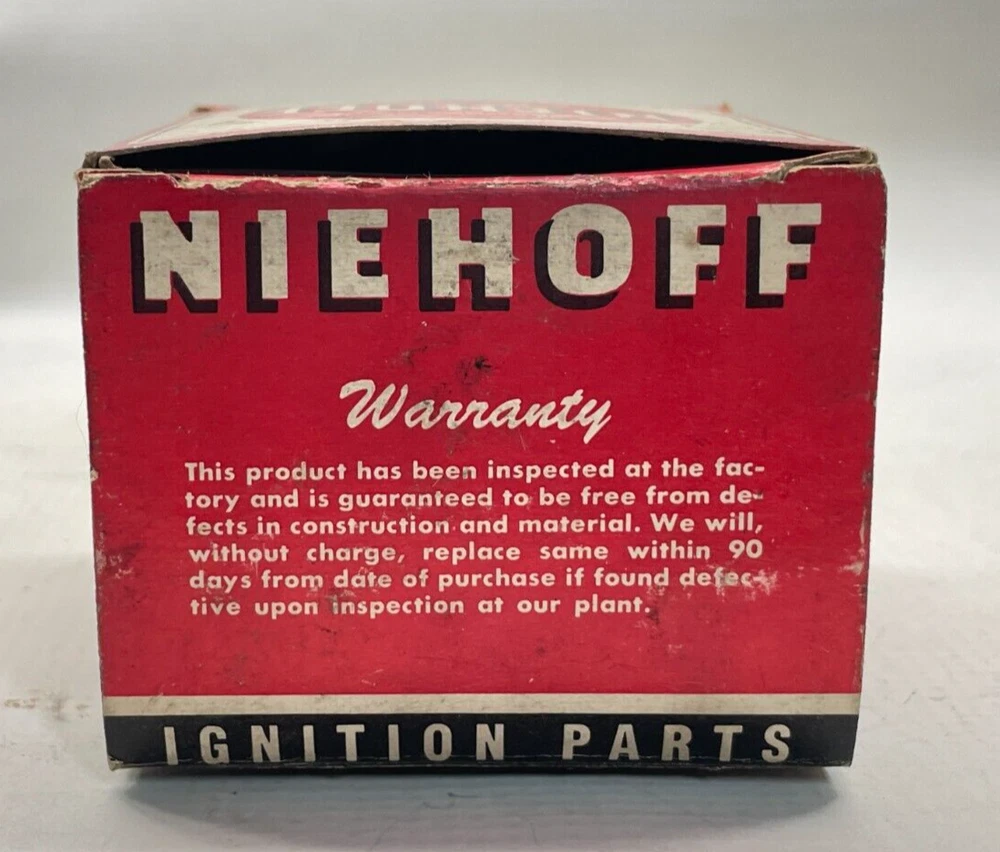 NIEHOFF
Warranty
This product has been inspected at the fac-
tory and is guaranteed to be free from de-
fects in construction and material. We will,
without charge, replace same within 90
days from date of purchase if found defec-
tive upon inspection at our plant.
IGNITION PARTS